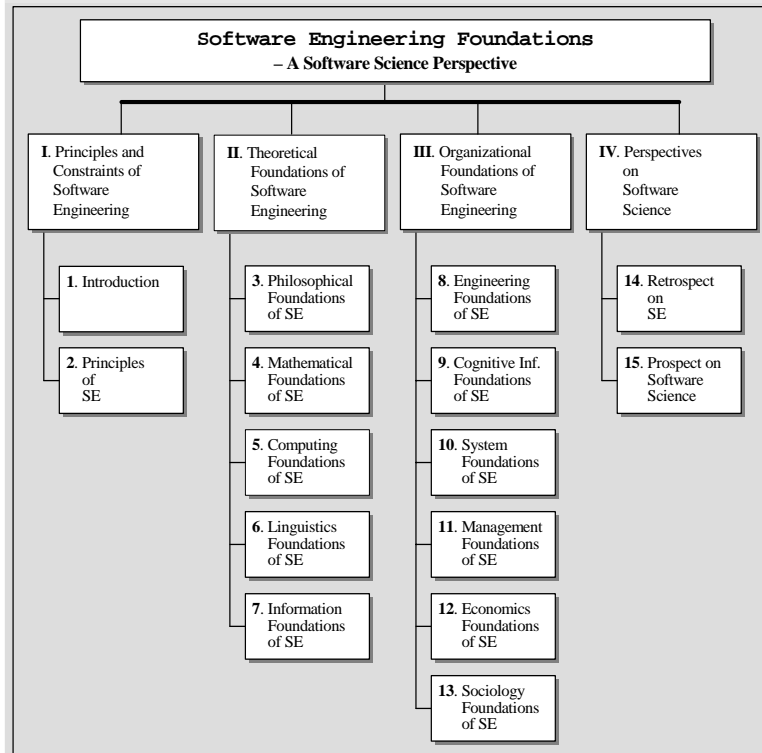 Software Engineering Foundations
– A Software Science Perspective
I. Principles and
Constraints of
Software
Engineering
1. Introduction
2. Principles
of
SE
II. Theoretical
Foundations of
Software
Engineering
3. Philosophical
Foundations
of SE
4. Mathematical
Foundations
of SE
5. Computing
Foundations
of SE
6. Linguistics
Foundations
of SE
7. Information
Foundations
of SE
III. Organizational
Foundations of
Software
Engineering
8. Engineering
Foundations
of SE
9. Cognitive Inf.
Foundations
of SE
10. System
Foundations
of SE
11. Management
Foundations
of SE
12. Economics
Foundations
of SE
13. Sociology
Foundations
of SE
IV. Perspectives
on
Software
Science
14. Retrospect
on
SE
15. Prospect on
Software
Science